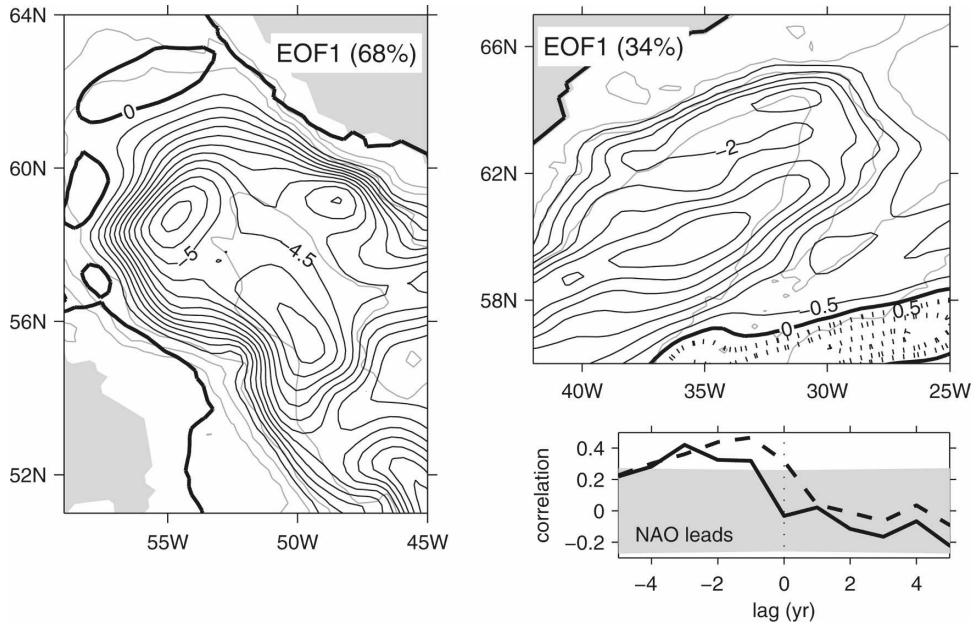 64N
60N
56N
52N
55W
50W
45W
EOF1 (68%)
0
−5
4.5
66N
62N
58N
40W
35W
30W
25W
EOF1 (34%)
−2
−0.5
0
0.5
correlation
0.4
0.2
0
−0.2
NAO leads
−4
−2
0
2
4
lag (yr)